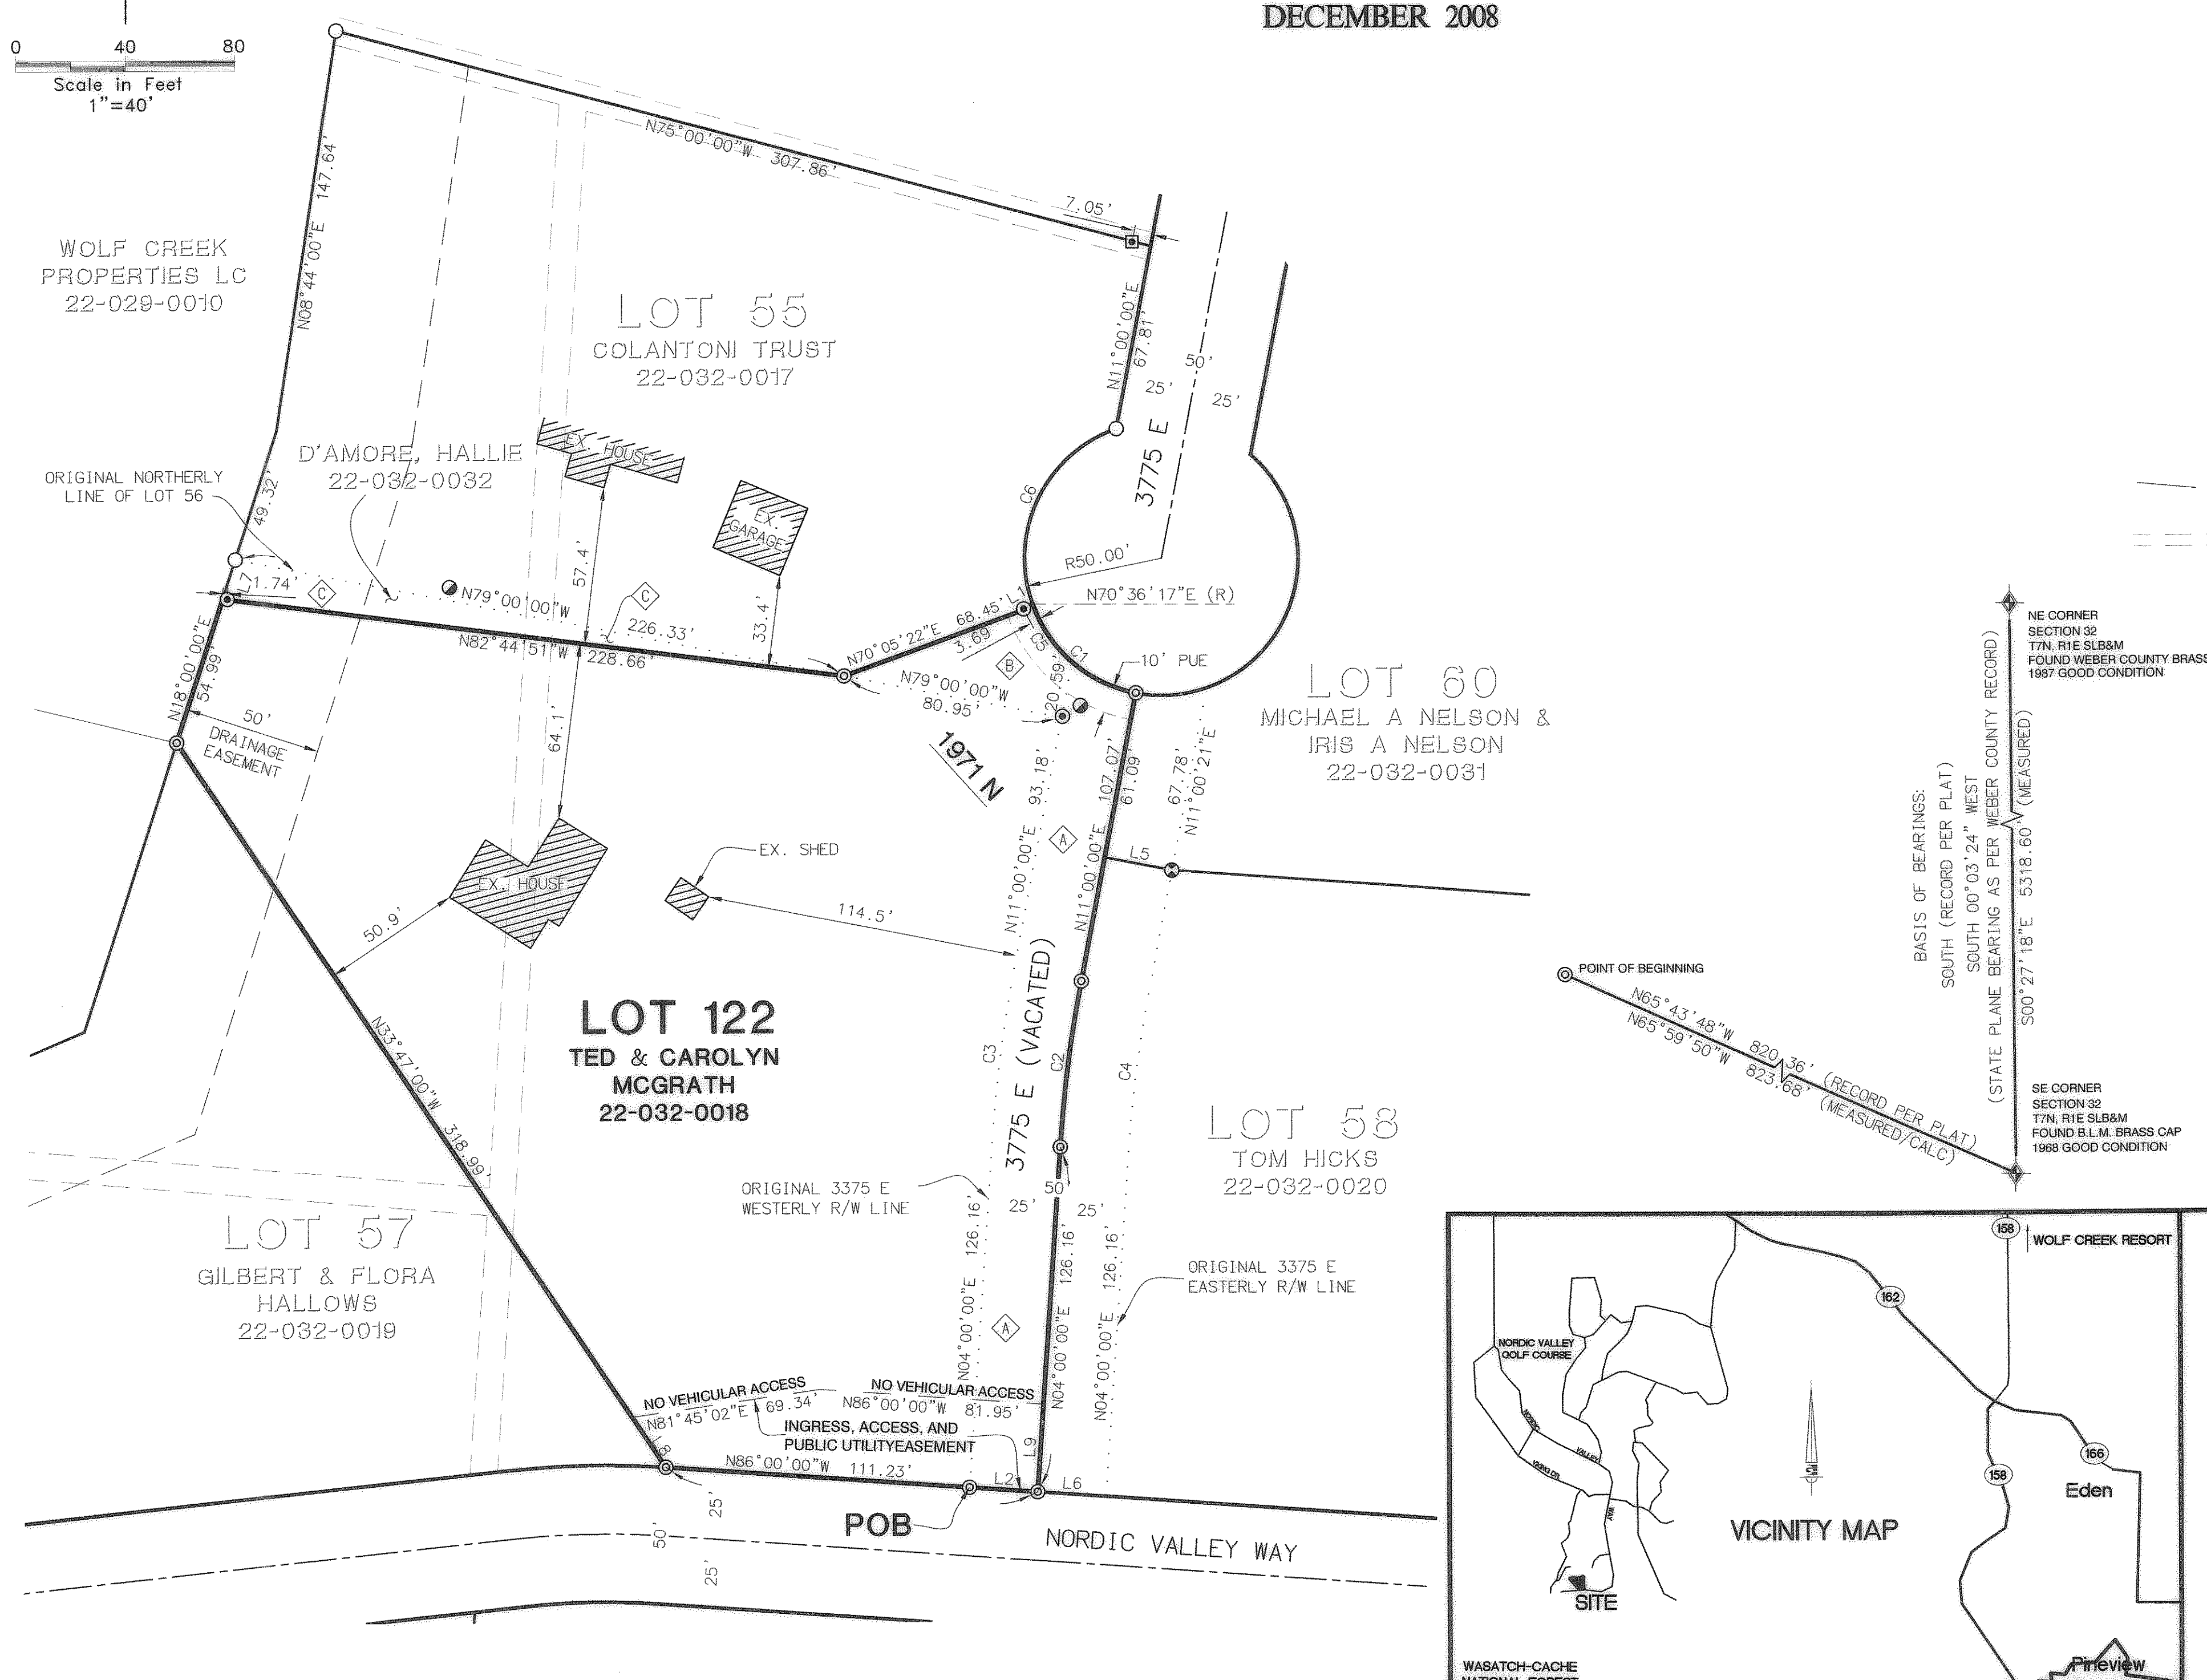 DECEMBER 2008
0 40 80
Scale in Feet
1"=40'
WOLF CREEK
PROPERTIES LC
22-029-0010
N08°44'00"E 147.64'
N75°00'00"W 307.86'
7.05'
LOT 55
COLANTONI TRUST
22-032-0017
N11°00'00"E
67.81'
50'
25'
25'
3775 E
C6
R50.00'
N70°36'17"E (R)
D'AMORE, HALLIE
22-032-0032
ORIGINAL NORTHERLY
LINE OF LOT 56
49.32'
EX. HOUSE
EX.
GARAGE
57.4'
33.4'
L7
1.74'
C
C
N79°00'00"W
226.33'
N82°44'51"W 228.66'
N70°05'22"E 68.45'
L1
3.69
C5
C1
B
10' PUE
N79°00'00"W
80.95'
20.59'
1971 N
N18°00'00"E
54.99'
50'
DRAINAGE
EASEMENT
64.1'
LOT 60
MICHAEL A NELSON &
IRIS A NELSON
22-032-0031
N11°00'00"E 93.18'
A
107.07'
61.09'
N11°00'00"E
67.78'
N11°00'21"E
L5
EX. SHED
EX. HOUSE
114.5'
50.9'
LOT 122
TED & CAROLYN
MCGRATH
22-032-0018
N33°47'00"W 318.99'
3775 E (VACATED)
C3
C2
C4
LOT 58
TOM HICKS
22-032-0020
ORIGINAL 3375 E
WESTERLY R/W LINE
50'
25'
25'
LOT 57
GILBERT & FLORA
HALLOWS
22-032-0019
ORIGINAL 3375 E
EASTERLY R/W LINE
N04°00'00"E 126.16'
A
N04°00'00"E 126.16'
N04°00'00"E 126.16'
NO VEHICULAR ACCESS
N81°45'02"E 69.34'
NO VEHICULAR ACCESS
N86°00'00"W 81.95'
INGRESS, ACCESS, AND
PUBLIC UTILITYEASEMENT
L8
L9
N86°00'00"W 111.23'
L2
L6
POB
25'
50'
25'
NORDIC VALLEY WAY
NE CORNER
SECTION 32
T7N, R1E SLB&M
FOUND WEBER COUNTY BRASS
1987 GOOD CONDITION
BASIS OF BEARINGS:
SOUTH (RECORD PER PLAT)
SOUTH 00°03'24" WEST
(STATE PLANE BEARING AS PER WEBER COUNTY RECORD)
S00°27'18"E 5318.60' (MEASURED)
POINT OF BEGINNING
N65°43'48"W 820.36' (RECORD PER PLAT)
N65°59'50"W 823.68' (MEASURED/CALC)
SE CORNER
SECTION 32
T7N, R1E SLB&M
FOUND B.L.M. BRASS CAP
1968 GOOD CONDITION
158
WOLF CREEK RESORT
162
NORDIC VALLEY
GOLF COURSE
NORDIC
VALLEY
WAY
VIKING DR
166
158
Eden
VICINITY MAP
SITE
WASATCH-CACHE
NATIONAL FOREST
Pineview